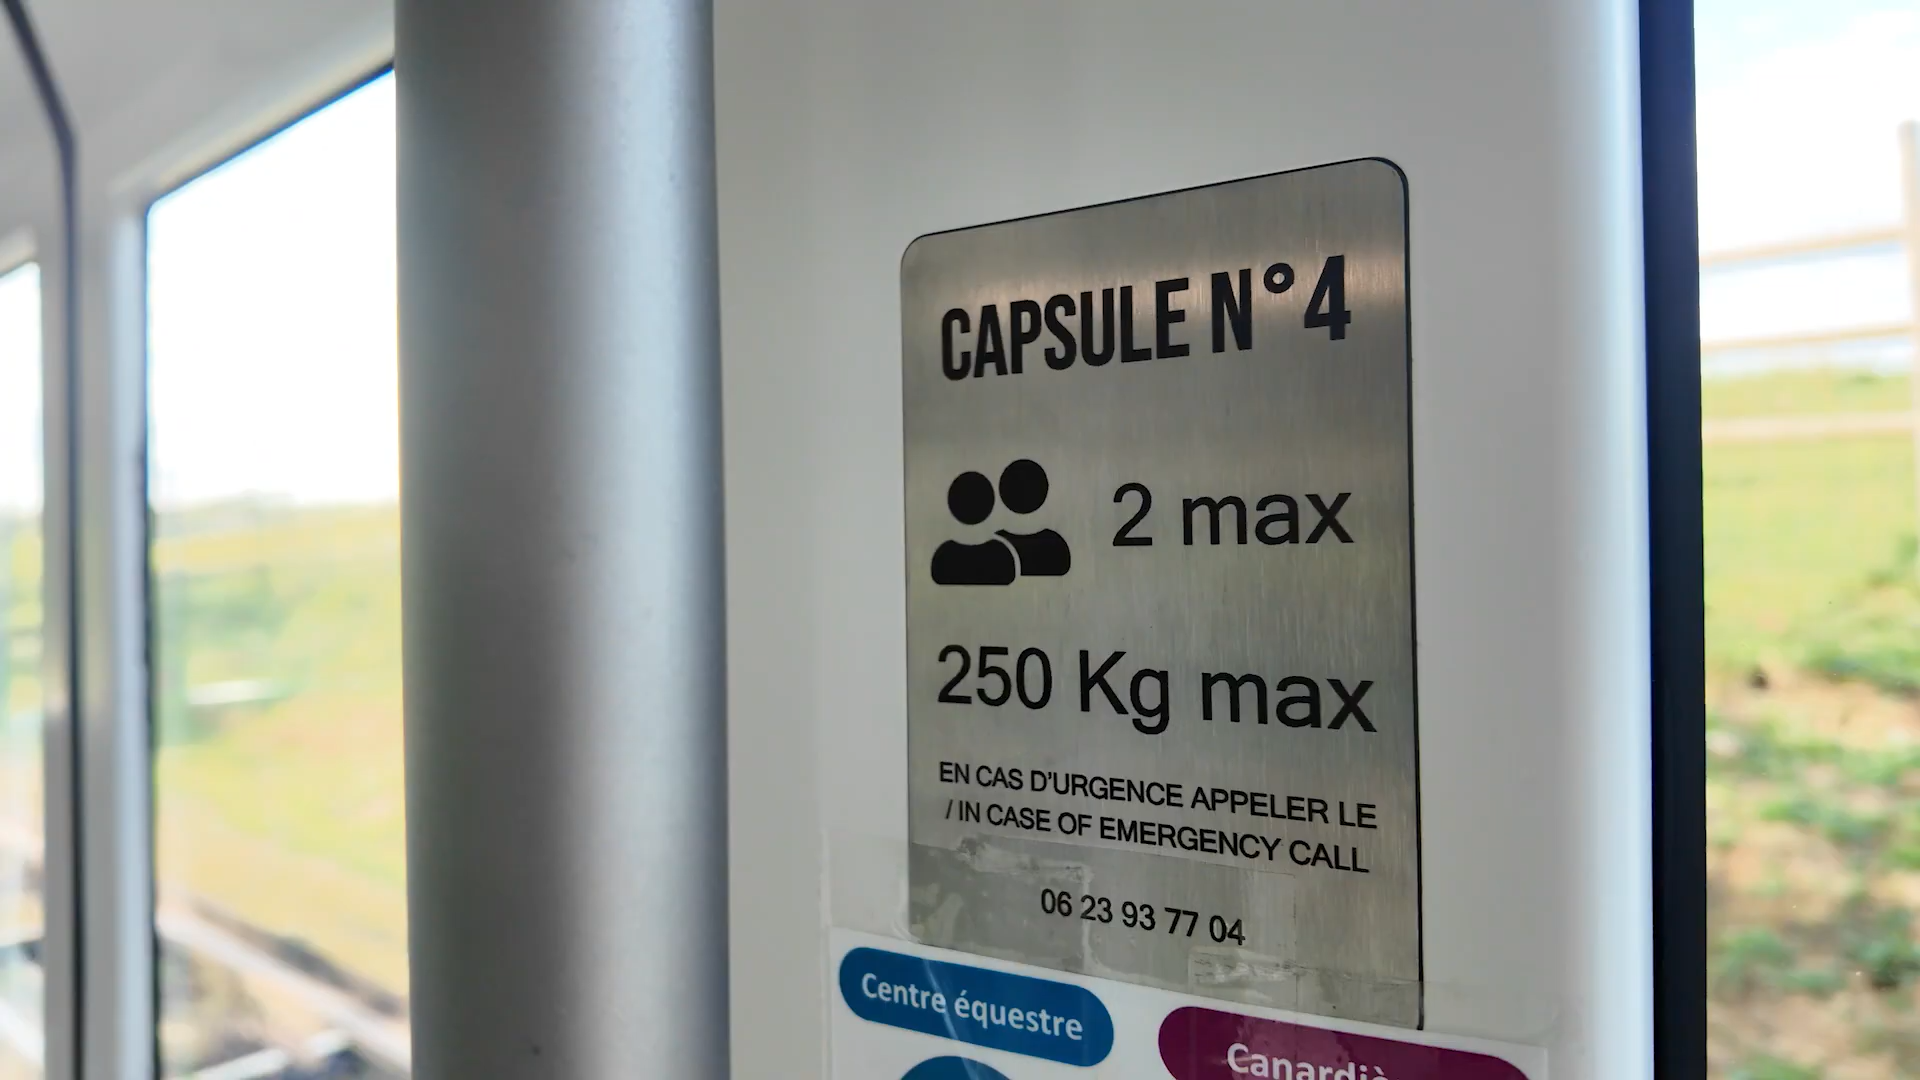 CAPSULE N°4
2 max
250 Kg max
EN CAS D'URGENCE APPELER LE
/ IN CASE OF EMERGENCY CALL
06 23 93 77 04
Centre équestre